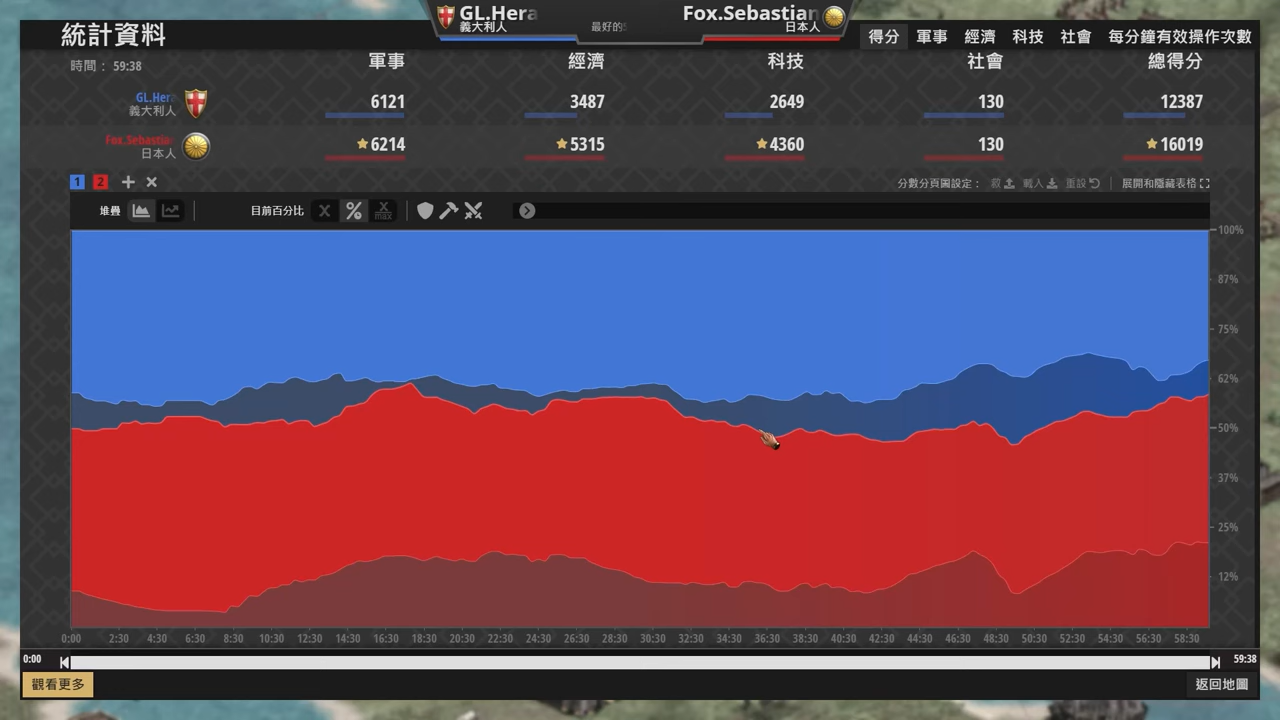 GL.Hera
義大利人
最好的
Fox.Sebastian
日本人
統計資料
得分 軍事 經濟 科技 社會 每分鐘有效操作次數
時間： 59:38
軍事 經濟 科技 社會 總得分
GL.Her
義大利人
6121 3487 2649 130 12387
Fox.Sebastian
日本人
6214 5315 4360 130 16019
1 2
分數分頁圖設定： 載入 重設 展開和隱藏表格
堆疊 目前百分比 X % X max
100%
87%
75%
62%
50%
37%
25%
12%
0:00 2:30 4:30 6:30 8:30 10:30 12:30 14:30 16:30 18:30 20:30 22:30 24:30 26:30 28:30 30:30 32:30 34:30 36:30 38:30 40:30 42:30 44:30 46:30 48:30 50:30 52:30 54:30 56:30 58:30
0:00 59:38
觀看更多 返回地圖